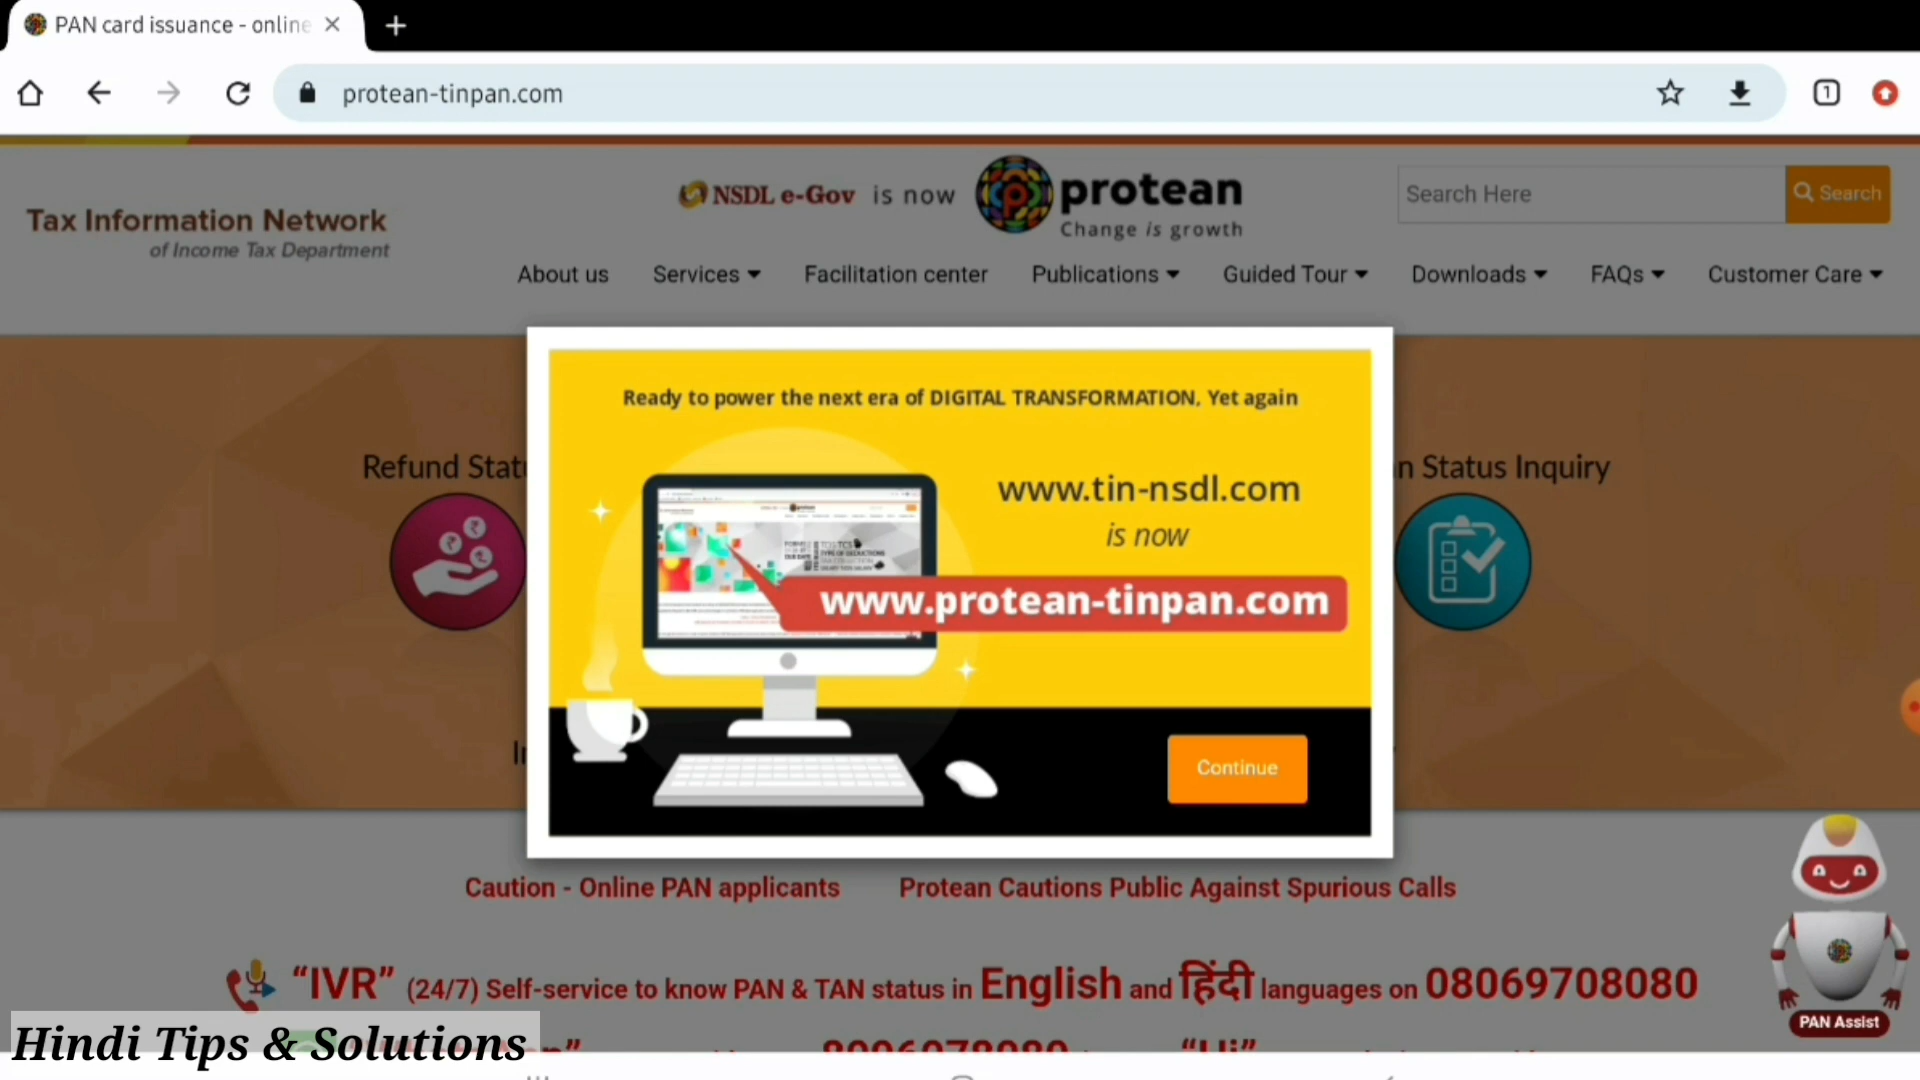 PAN card issuance - online
protean-tinpan.com
1
Tax Information Network
of Income Tax Department
NSDL e-Gov is now protean
Change is growth
Search Here
Search
About us Services Facilitation center Publications Guided Tour Downloads FAQs Customer Care
Ready to power the next era of DIGITAL TRANSFORMATION, Yet again
www.tin-nsdl.com
is now
www.protean-tinpan.com
Continue
Refund
Status Inquiry
Caution - Online PAN applicants Protean Cautions Public Against Spurious Calls
“IVR” (24/7) Self-service to know PAN & TAN status in English and हिंदी languages on 08069708080
PAN Assist
Hindi Tips & Solutions
“Hi”